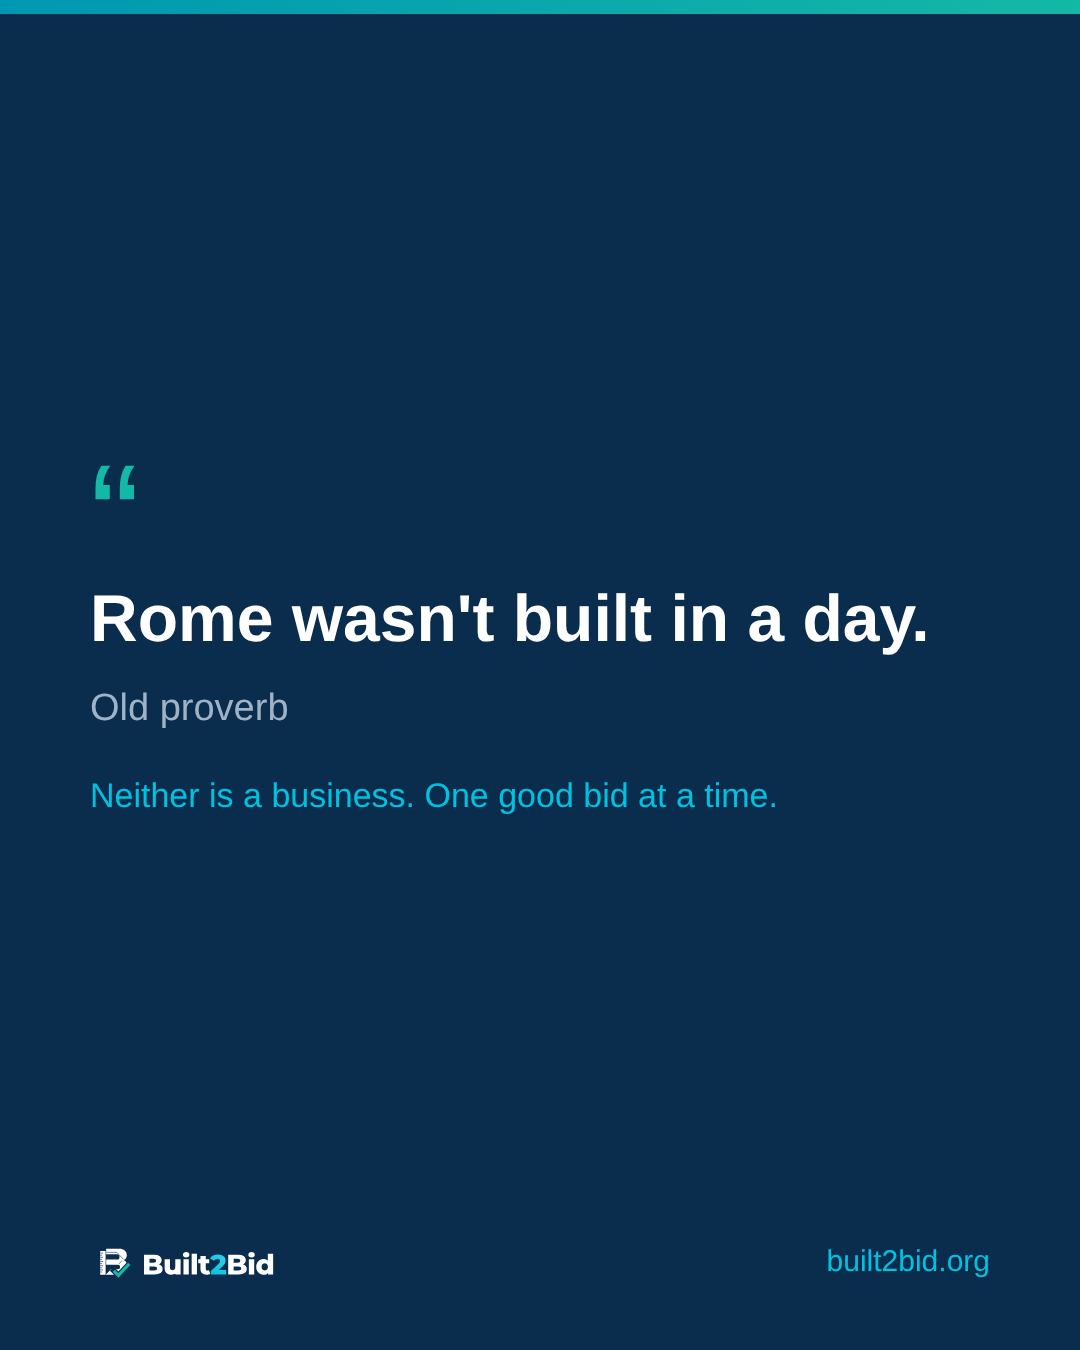 “
Rome wasn't built in a day.
Old proverb
Neither is a business. One good bid at a time.
Built2Bid
built2bid.org